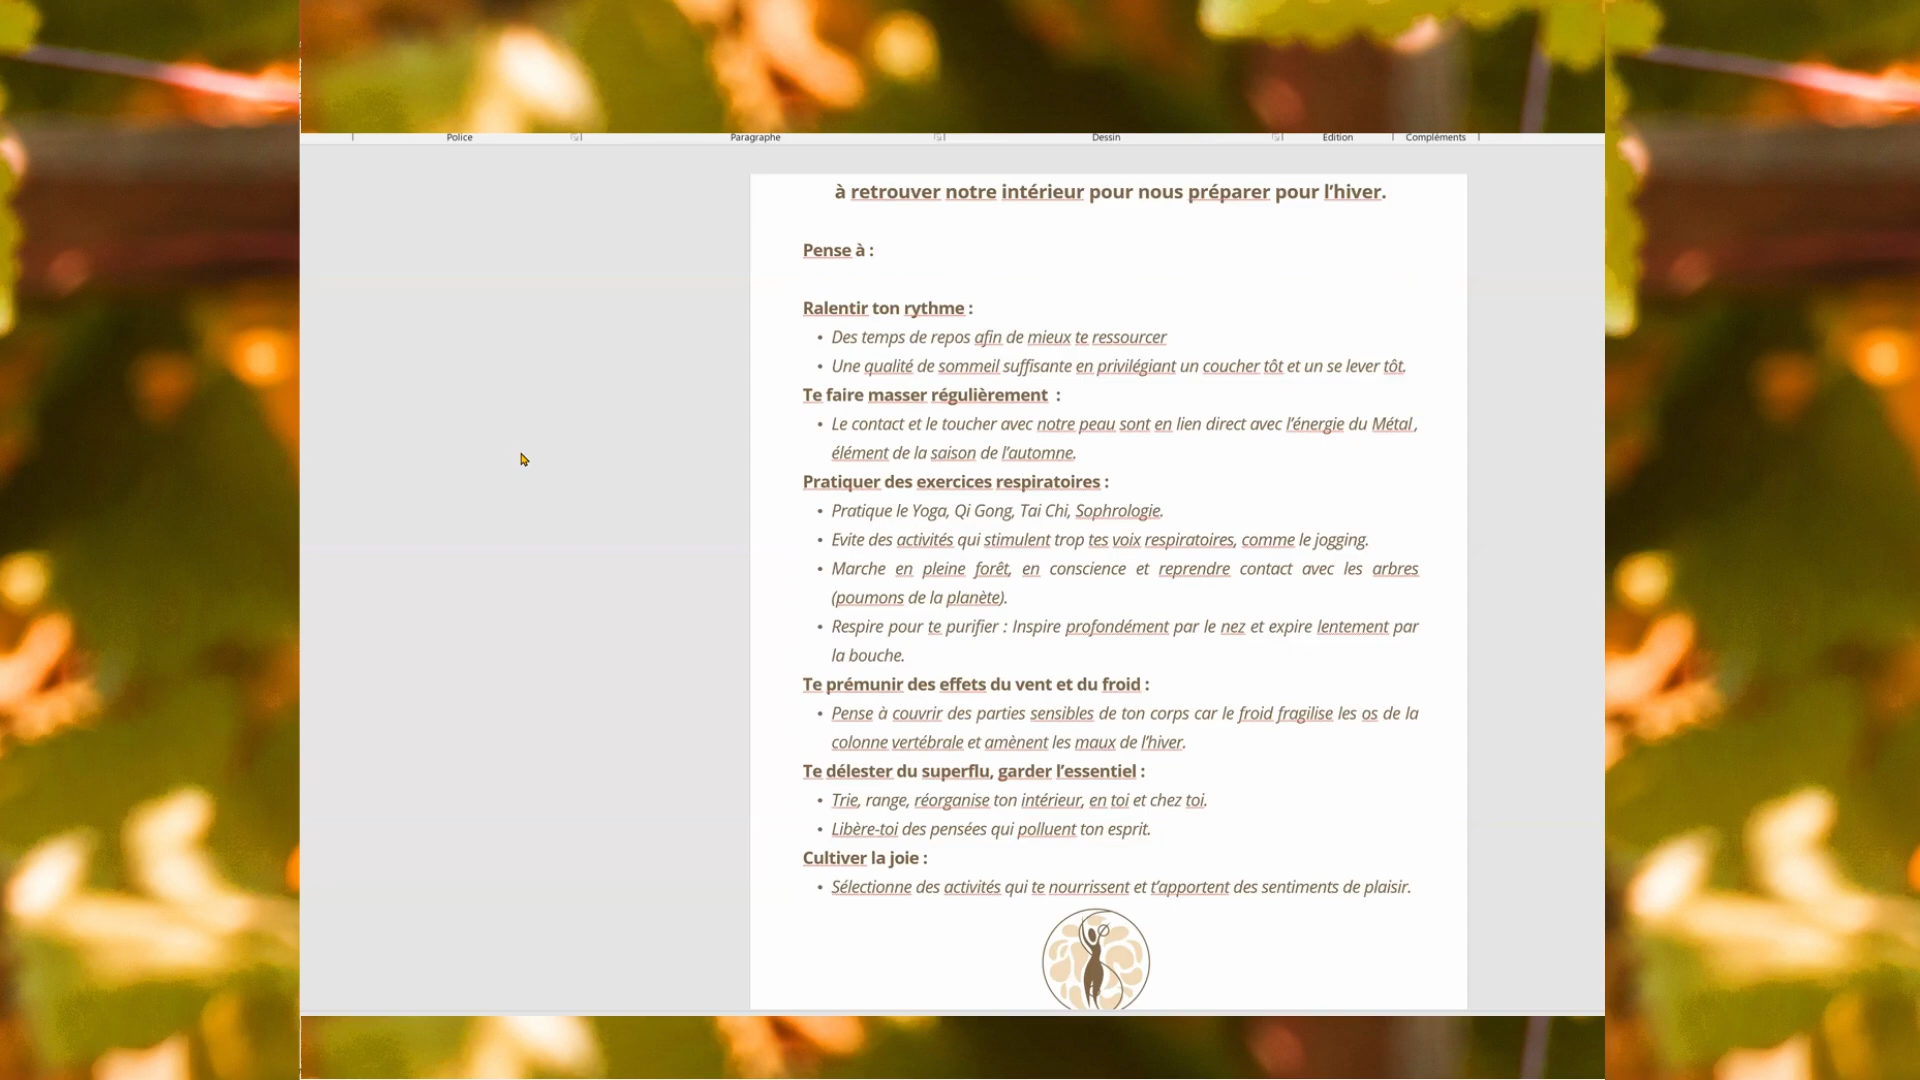 Police Paragraphe Dessin Edition Compléments
à retrouver notre intérieur pour nous préparer pour l’hiver.
Pense à :
Ralentir ton rythme :
• Des temps de repos afin de mieux te ressourcer
• Une qualité de sommeil suffisante en privilégiant un coucher tôt et un se lever tôt.
Te faire masser régulièrement :
• Le contact et le toucher avec notre peau sont en lien direct avec l’énergie du Métal,
élément de la saison de l’automne.
Pratiquer des exercices respiratoires :
• Pratique le Yoga, Qi Gong, Tai Chi, Sophrologie.
• Evite des activités qui stimulent trop tes voix respiratoires, comme le jogging.
• Marche en pleine forêt, en conscience et reprendre contact avec les arbres
(poumons de la planète).
• Respire pour te purifier : Inspire profondément par le nez et expire lentement par
la bouche.
Te prémunir des effets du vent et du froid :
• Pense à couvrir des parties sensibles de ton corps car le froid fragilise les os de la
colonne vertébrale et amènent les maux de l’hiver.
Te délester du superflu, garder l’essentiel :
• Trie, range, réorganise ton intérieur, en toi et chez toi.
• Libère-toi des pensées qui polluent ton esprit.
Cultiver la joie :
• Sélectionne des activités qui te nourrissent et t’apportent des sentiments de plaisir.